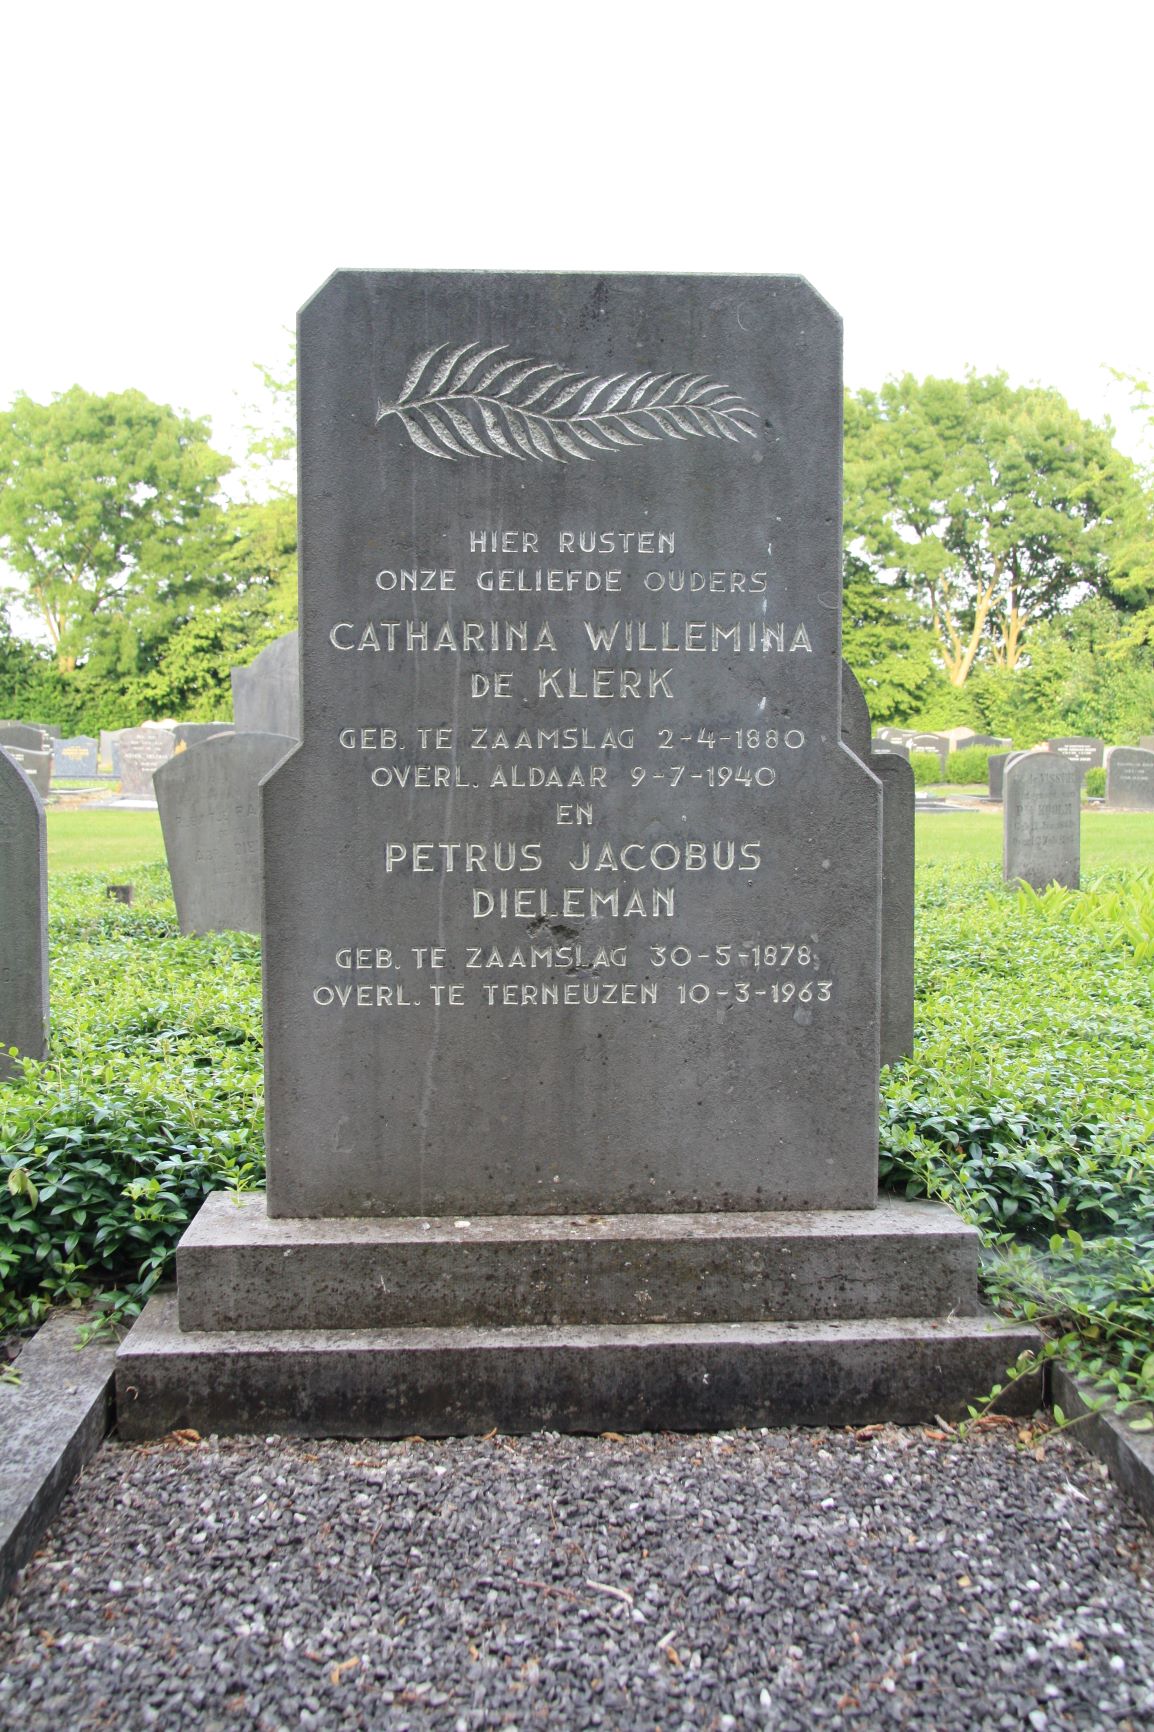 HIER RUSTEN
ONZE GELIEFDE OUDERS
CATHARINA WILLEMINA
DE KLERK
GEB. TE ZAAMSLAG 2-4-1880
OVERL. ALDAAR 9-7-1940
EN
PETRUS JACOBUS
DIELEMAN
GEB. TE ZAAMSLAG 30-5-1878
OVERL. TE TERNEUZEN 10-3-1963